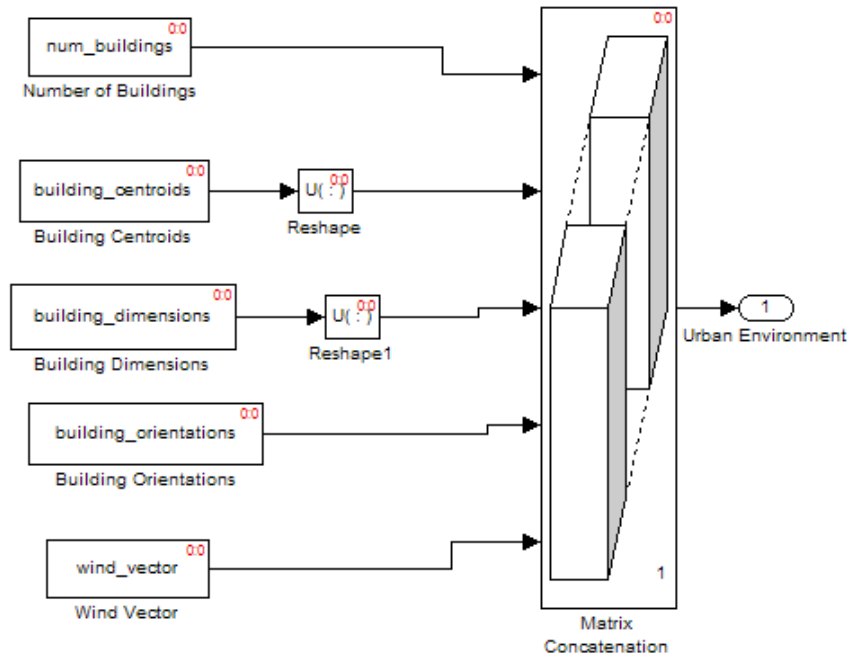 0:0
num_buildings
Number of Buildings
0:0
building_centroids
Building Centroids
0:0
U( : )
Reshape
0:0
building_dimensions
Building Dimensions
0:0
U( : )
Reshape1
0:0
building_orientations
Building Orientations
0:0
wind_vector
Wind Vector
0:0
1
Matrix
Concatenation
1
Urban Environment